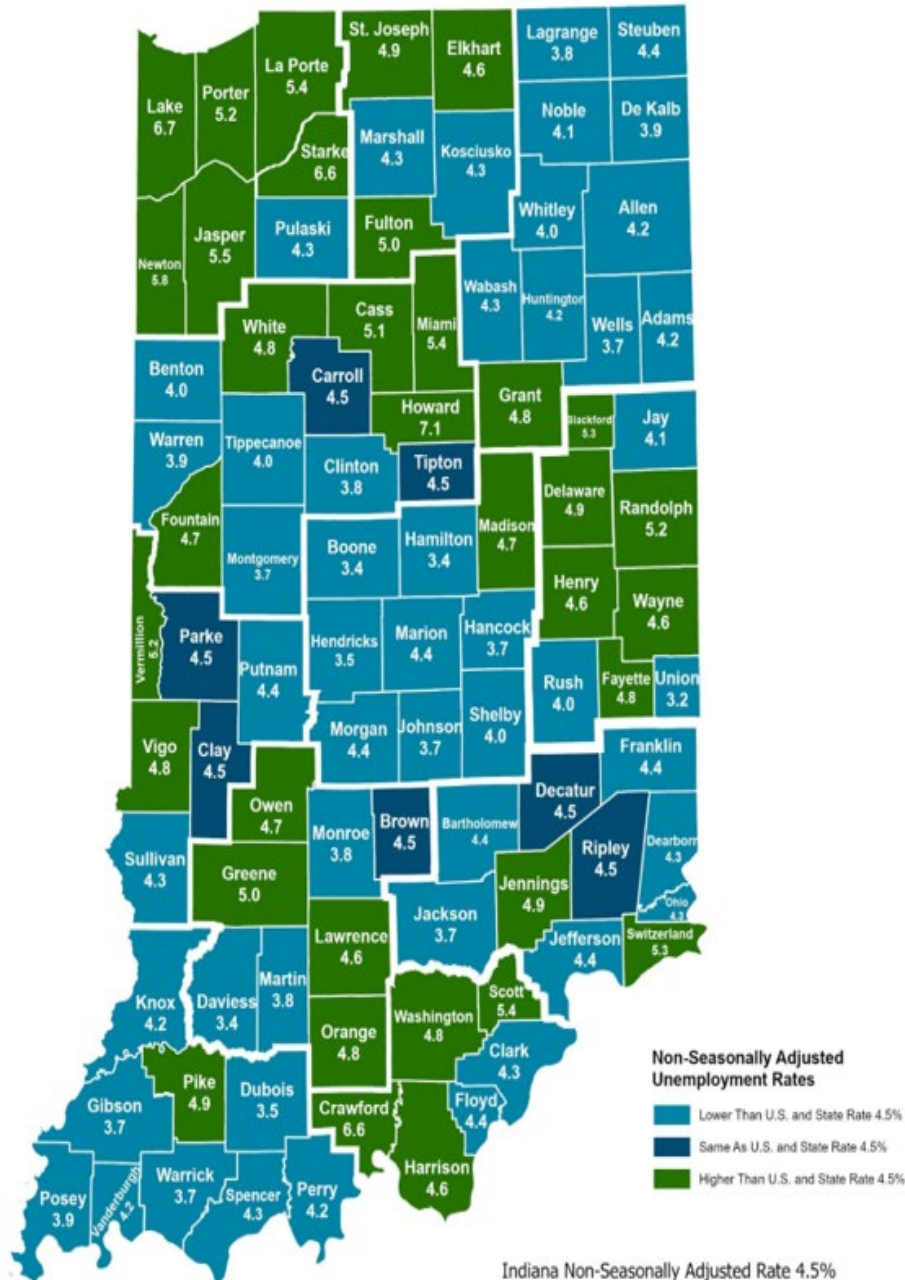 St. Joseph
4.9
Elkhart
4.6
Lagrange
3.8
Steuben
4.4
La Porte
5.4
Porter
5.2
Lake
6.7
Noble
4.1
De Kalb
3.9
Marshall
4.3
Kosciusko
4.3
Starke
6.6
Whitley
4.0
Allen
4.2
Pulaski
4.3
Fulton
5.0
Jasper
5.5
Newton
5.8
Wabash
4.3
Huntington
4.2
Wells
3.7
Adams
4.2
White
4.8
Cass
5.1
Miami
5.4
Benton
4.0
Carroll
4.5
Grant
4.8
Howard
7.1
Blackford
5.3
Jay
4.1
Warren
3.9
Tippecanoe
4.0
Clinton
3.8
Tipton
4.5
Delaware
4.9
Randolph
5.2
Fountain
4.7
Montgomery
3.7
Boone
3.4
Hamilton
3.4
Madison
4.7
Henry
4.6
Wayne
4.6
Vermillion
5.2
Parke
4.5
Putnam
4.4
Hendricks
3.5
Marion
4.4
Hancock
3.7
Rush
4.0
Fayette
4.8
Union
3.2
Vigo
4.8
Clay
4.5
Morgan
4.4
Johnson
3.7
Shelby
4.0
Franklin
4.4
Owen
4.7
Monroe
3.8
Brown
4.5
Bartholomew
4.4
Decatur
4.5
Ripley
4.5
Dearborn
4.3
Sullivan
4.3
Greene
5.0
Jackson
3.7
Jennings
4.9
Ohio
4.3
Lawrence
4.6
Jefferson
4.4
Switzerland
5.3
Knox
4.2
Daviess
3.4
Martin
3.8
Orange
4.8
Washington
4.8
Scott
5.4
Clark
4.3
Pike
4.9
Dubois
3.5
Gibson
3.7
Crawford
6.6
Floyd
4.4
Harrison
4.6
Posey
3.9
Vanderburgh
4.2
Warrick
3.7
Spencer
4.3
Perry
4.2
Non-Seasonally Adjusted
Unemployment Rates
Lower Than U.S. and State Rate 4.5%
Same As U.S. and State Rate 4.5%
Higher Than U.S. and State Rate 4.5%
Indiana Non-Seasonally Adjusted Rate 4.5%